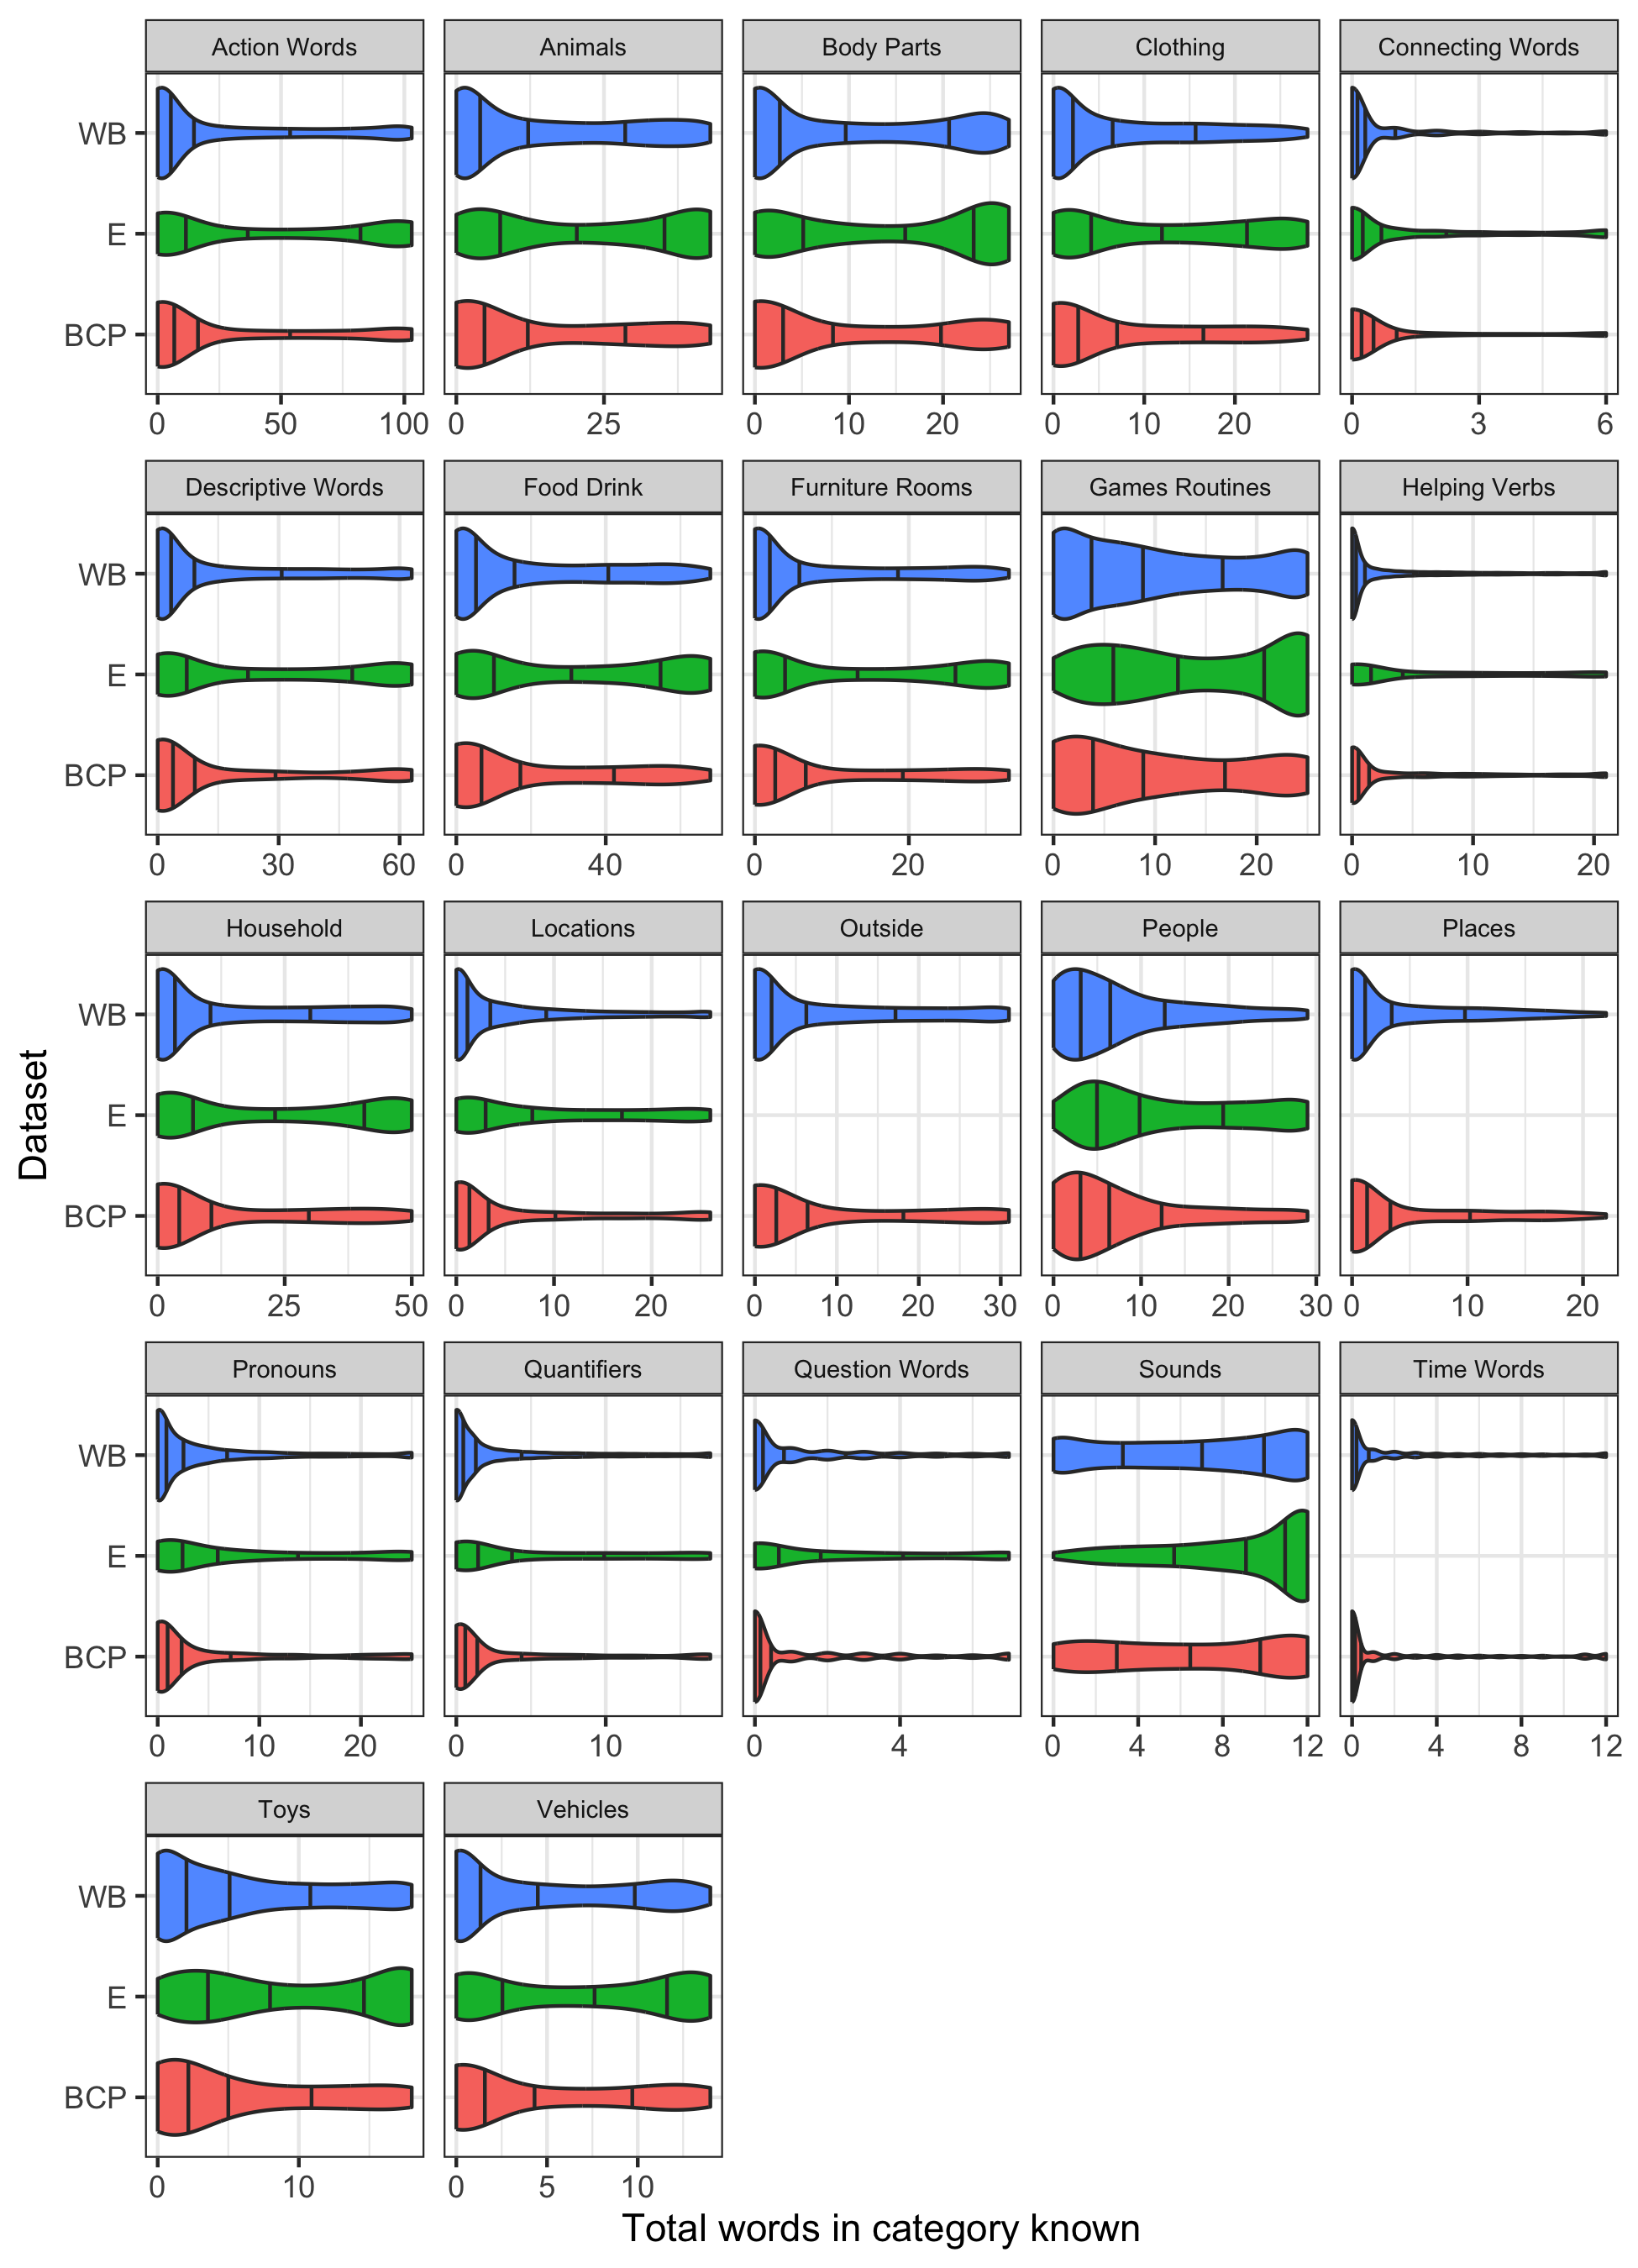 Action Words Animals Body Parts Clothing Connecting Words
WB
E
BCP
0 50 100 0 25 0 10 20 0 10 20 0 3 6
Descriptive Words Food Drink Furniture Rooms Games Routines Helping Verbs
WB
E
BCP
0 30 60 0 40 0 20 0 10 20 0 10 20
Household Locations Outside People Places
WB
E
BCP
0 25 50 0 10 20 0 10 20 30 0 10 20 30 0 10 20
Pronouns Quantifiers Question Words Sounds Time Words
WB
E
BCP
0 10 20 0 10 0 4 0 4 8 12 0 4 8 12
Toys Vehicles
WB
E
BCP
0 10 0 5 10
Dataset
Total words in category known